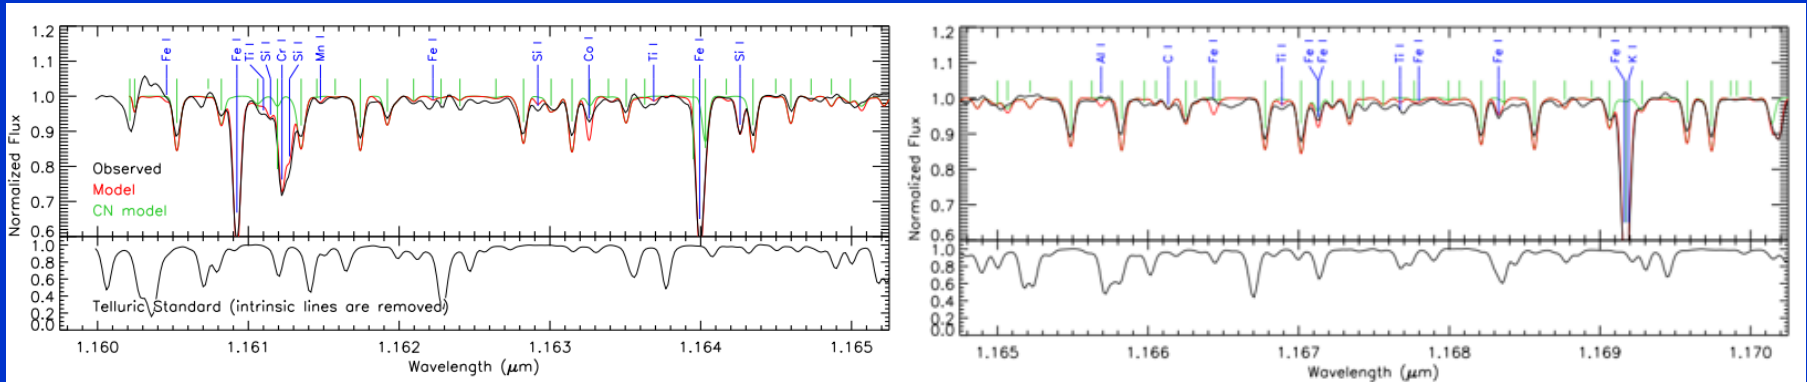 1.2
1.1
1.0
0.9
0.8
0.7
0.6
Normalized Flux
Fe I
Fe I
Ti I
Si I
Cr I
Si I
Mn I
Fe I
Si I
Co I
Ti I
Fe I
Si I
Observed
Model
CN model
1.0
0.8
0.6
0.4
0.2
0.0
Telluric Standard (intrinsic lines are removed)
1.160
1.161
1.162
1.163
1.164
1.165
Wavelength (μm)
1.2
1.1
1.0
0.9
0.8
0.7
0.6
Normalized Flux
Al I
C I
Fe I
Ti I
Fe I
Fe I
Ti I
Fe I
Fe I
Fe I
K I
1.0
0.8
0.6
0.4
0.2
0.0
1.165
1.166
1.167
1.168
1.169
1.170
Wavelength (μm)